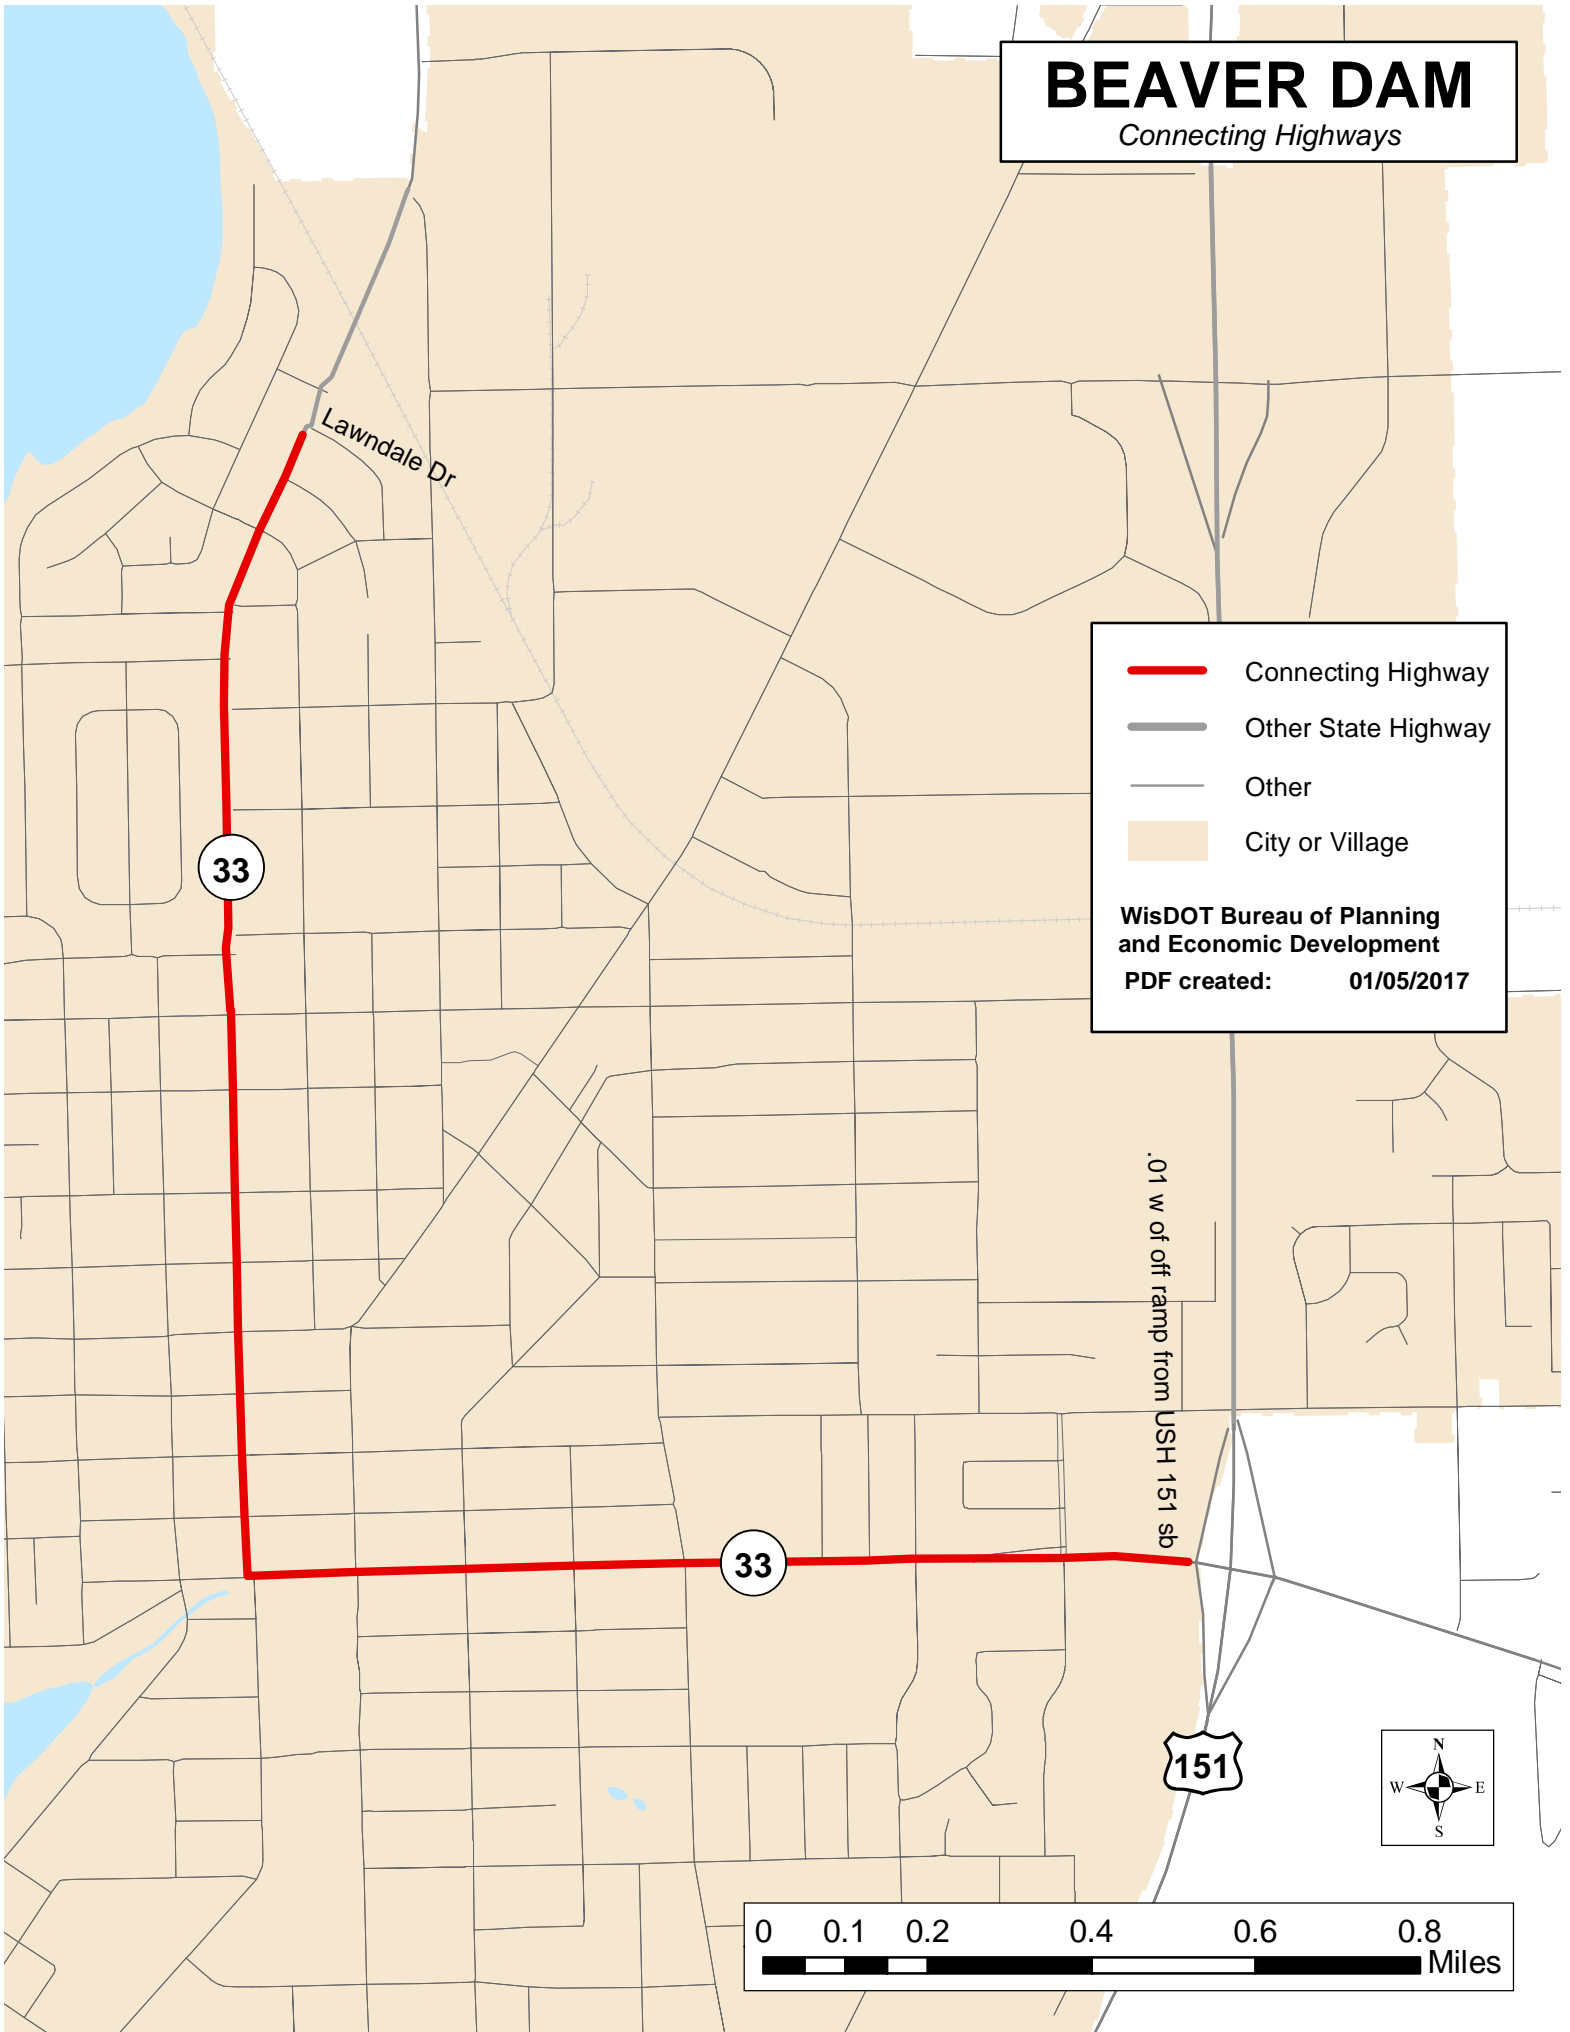 BEAVER DAM
Connecting Highways
Lawndale Dr
Connecting Highway
Other State Highway
Other
City or Village
WisDOT Bureau of Planning
and Economic Development
PDF created: 01/05/2017
33
.01 w of off ramp from USH 151 sb
33
151
N
W E
S
0 0.1 0.2 0.4 0.6 0.8
Miles